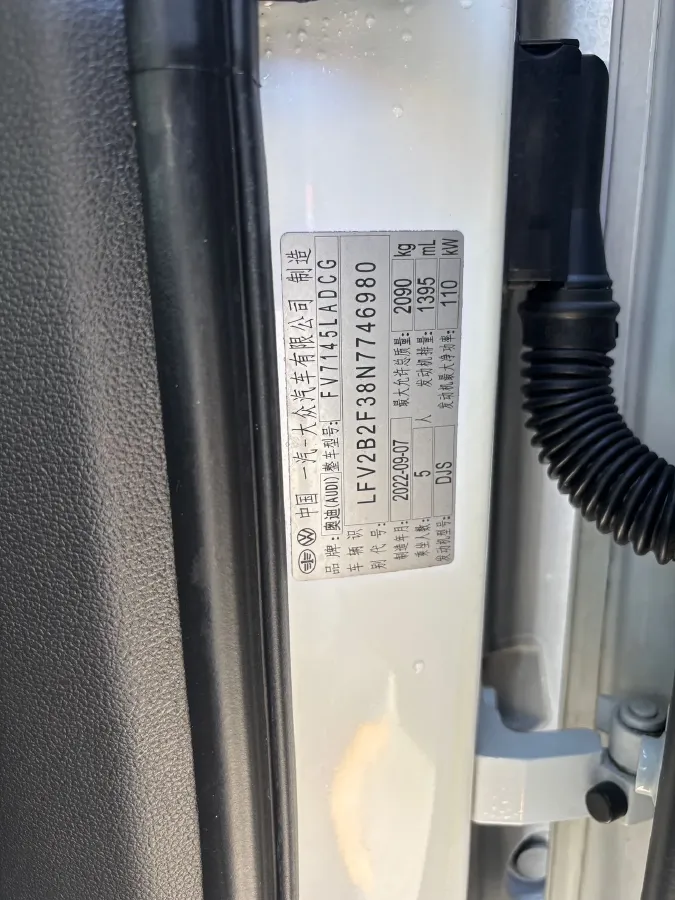 中国 一汽-大众汽车有限公司 制造
品牌:奥迪(AUDI) 整车型号: FV7145LADCG
车辆识别代号: LFV2B2F38N7746980
制造年月: 2022-09-07 最大允许总质量: 2090 kg
乘坐人数: 5 人 发动机排量: 1395 mL
发动机型号: DJS 发动机最大净功率: 110 kW